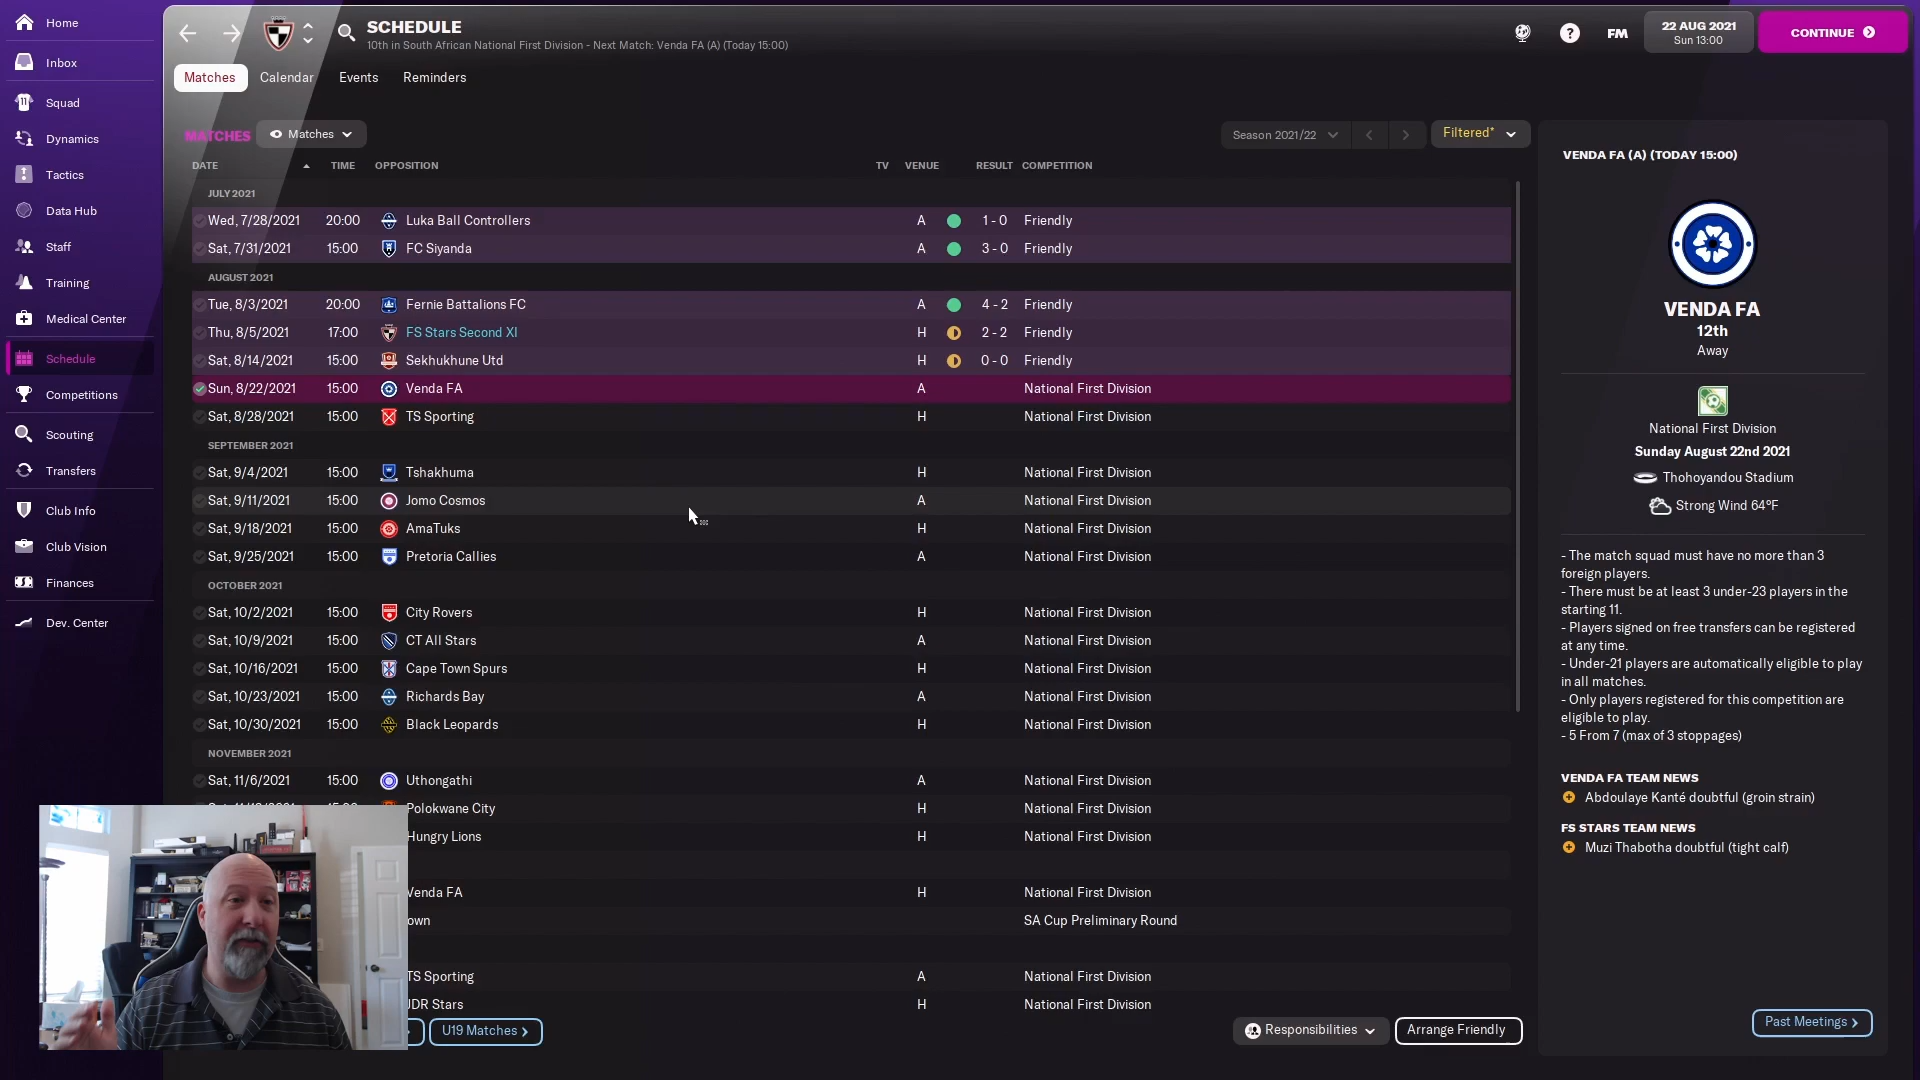 Home
Inbox
Squad
Dynamics
Tactics
Data Hub
Staff
Training
Medical Center
Schedule
Competitions
Scouting
Transfers
Club Info
Club Vision
Finances
Dev. Center
SCHEDULE
10th in South African National First Division - Next Match: Venda FA (A) (Today 15:00)
FM
22 AUG 2021
Sun 13:00
CONTINUE
Matches Calendar Events Reminders
MATCHES Matches Season 2021/22 Filtered*
DATE TIME OPPOSITION TV VENUE RESULT COMPETITION
JULY 2021
Wed, 7/28/2021 20:00 Luka Ball Controllers A 1 - 0 Friendly
Sat, 7/31/2021 15:00 FC Siyanda A 3 - 0 Friendly
AUGUST 2021
Tue, 8/3/2021 20:00 Fernie Battalions FC A 4 - 2 Friendly
Thu, 8/5/2021 17:00 FS Stars Second XI H 2 - 2 Friendly
Sat, 8/14/2021 15:00 Sekhukhune Utd H 0 - 0 Friendly
Sun, 8/22/2021 15:00 Venda FA A National First Division
Sat, 8/28/2021 15:00 TS Sporting H National First Division
SEPTEMBER 2021
Sat, 9/4/2021 15:00 Tshakhuma H National First Division
Sat, 9/11/2021 15:00 Jomo Cosmos A National First Division
Sat, 9/18/2021 15:00 AmaTuks H National First Division
Sat, 9/25/2021 15:00 Pretoria Callies A National First Division
OCTOBER 2021
Sat, 10/2/2021 15:00 City Rovers H National First Division
Sat, 10/9/2021 15:00 CT All Stars A National First Division
Sat, 10/16/2021 15:00 Cape Town Spurs H National First Division
Sat, 10/23/2021 15:00 Richards Bay A National First Division
Sat, 10/30/2021 15:00 Black Leopards H National First Division
NOVEMBER 2021
Sat, 11/6/2021 15:00 Uthongathi A National First Division
Polokwane City H National First Division
Hungry Lions H National First Division
Venda FA H National First Division
own SA Cup Preliminary Round
TS Sporting A National First Division
JDR Stars H National First Division
U19 Matches
Responsibilities
Arrange Friendly
VENDA FA (A) (TODAY 15:00)
VENDA FA
12th
Away
National First Division
Sunday August 22nd 2021
Thohoyandou Stadium
Strong Wind 64°F
- The match squad must have no more than 3
foreign players.
- There must be at least 3 under-23 players in the
starting 11.
- Players signed on free transfers can be registered
at any time.
- Under-21 players are automatically eligible to play
in all matches.
- Only players registered for this competition are
eligible to play.
- 5 From 7 (max of 3 stoppages)
VENDA FA TEAM NEWS
Abdoulaye Kanté doubtful (groin strain)
FS STARS TEAM NEWS
Muzi Thabotha doubtful (tight calf)
Past Meetings